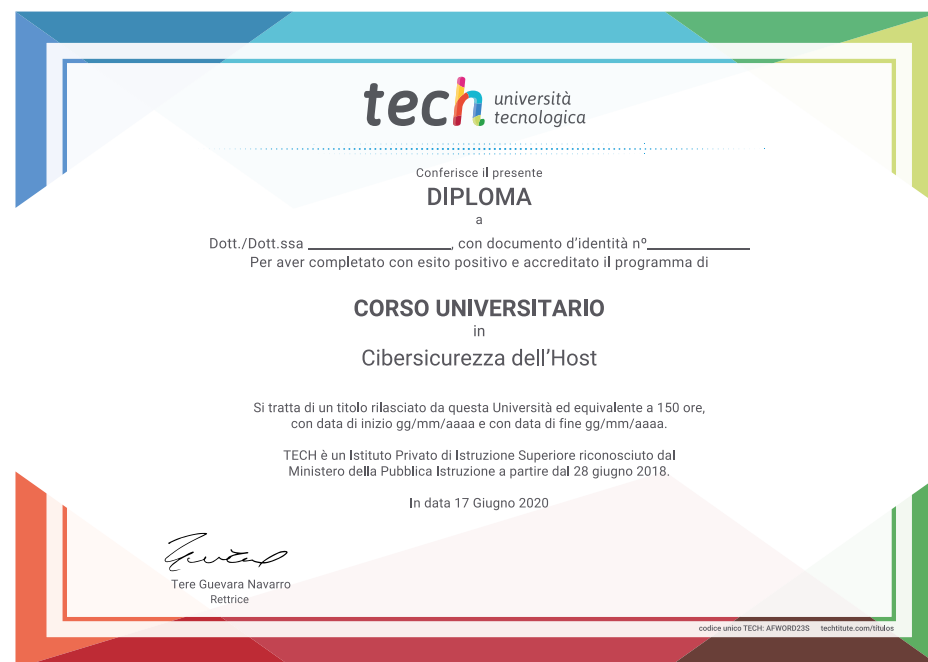 tech università
tecnologica
Conferisce il presente
DIPLOMA
a
Dott./Dott.ssa _________________, con documento d'identità nº____________
Per aver completato con esito positivo e accreditato il programma di
CORSO UNIVERSITARIO
in
Cibersicurezza dell'Host
Si tratta di un titolo rilasciato da questa Università ed equivalente a 150 ore,
con data di inizio gg/mm/aaaa e con data di fine gg/mm/aaaa.
TECH è un Istituto Privato di Istruzione Superiore riconosciuto dal
Ministero della Pubblica Istruzione a partire dal 28 giugno 2018.
In data 17 Giugno 2020
Tere Guevara Navarro
Rettrice
codice unico TECH: AFWORD23S techtitute.com/títulos